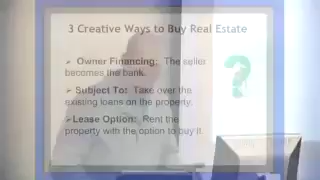 3 Creative Ways to Buy Real Estate
➢ Owner Financing: The seller
becomes the bank.
➢ Subject To: Take over the
existing loans on the property.
➢ Lease Option: Rent the
property with the option to buy it.
?